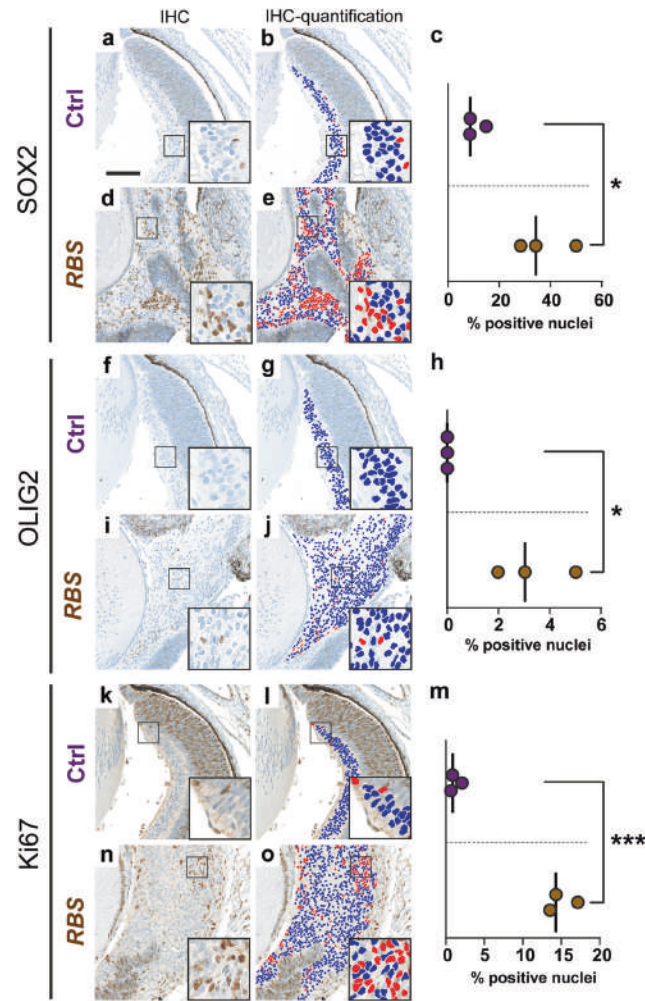 IHC IHC-quantification
a b c
SOX2
Ctrl
*
d e
RBS
0 20 40 60
% positive nuclei
f g h
OLIG2
Ctrl
*
i j
RBS
0 2 4 6
% positive nuclei
k l m
Ki67
Ctrl
***
n o
RBS
0 5 10 15 20
% positive nuclei